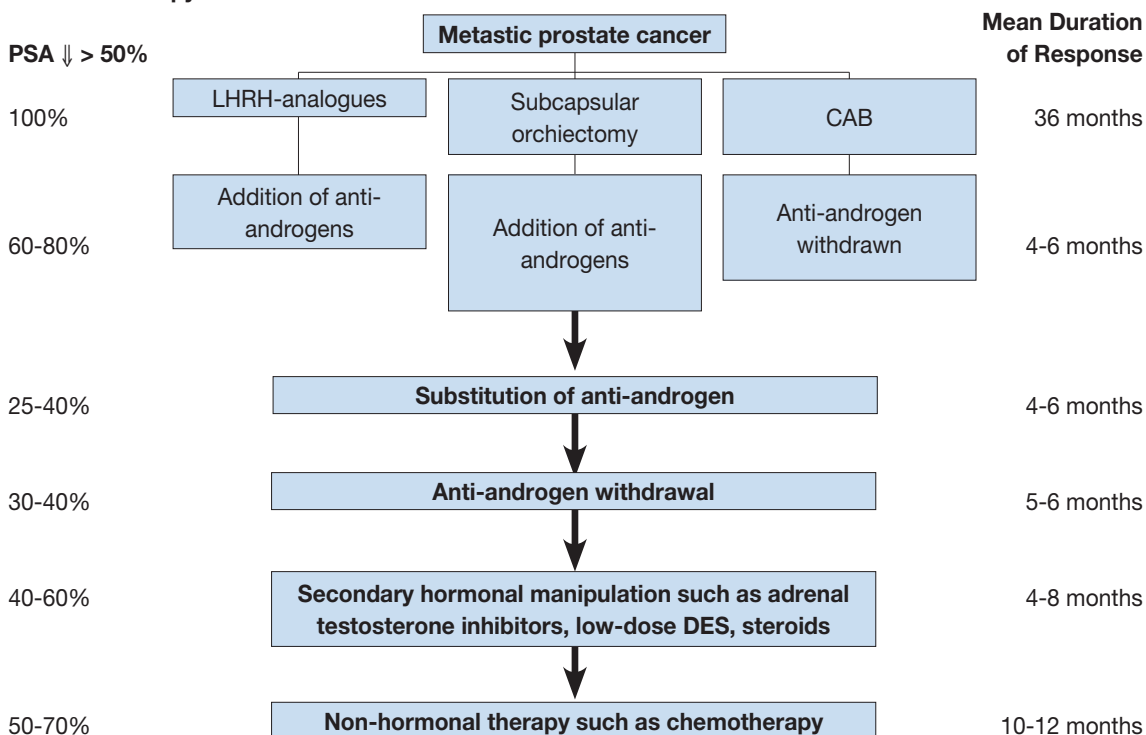 Metastic prostate cancer
Mean Duration
of Response
PSA ⇓ > 50%
100%
LHRH-analogues
Subcapsular
orchiectomy
CAB
36 months
60-80%
Addition of anti-
androgens
Addition of anti-
androgens
Anti-androgen
withdrawn
4-6 months
25-40%
Substitution of anti-androgen
4-6 months
30-40%
Anti-androgen withdrawal
5-6 months
40-60%
Secondary hormonal manipulation such as adrenal
testosterone inhibitors, low-dose DES, steroids
4-8 months
50-70%
Non-hormonal therapy such as chemotherapy
10-12 months